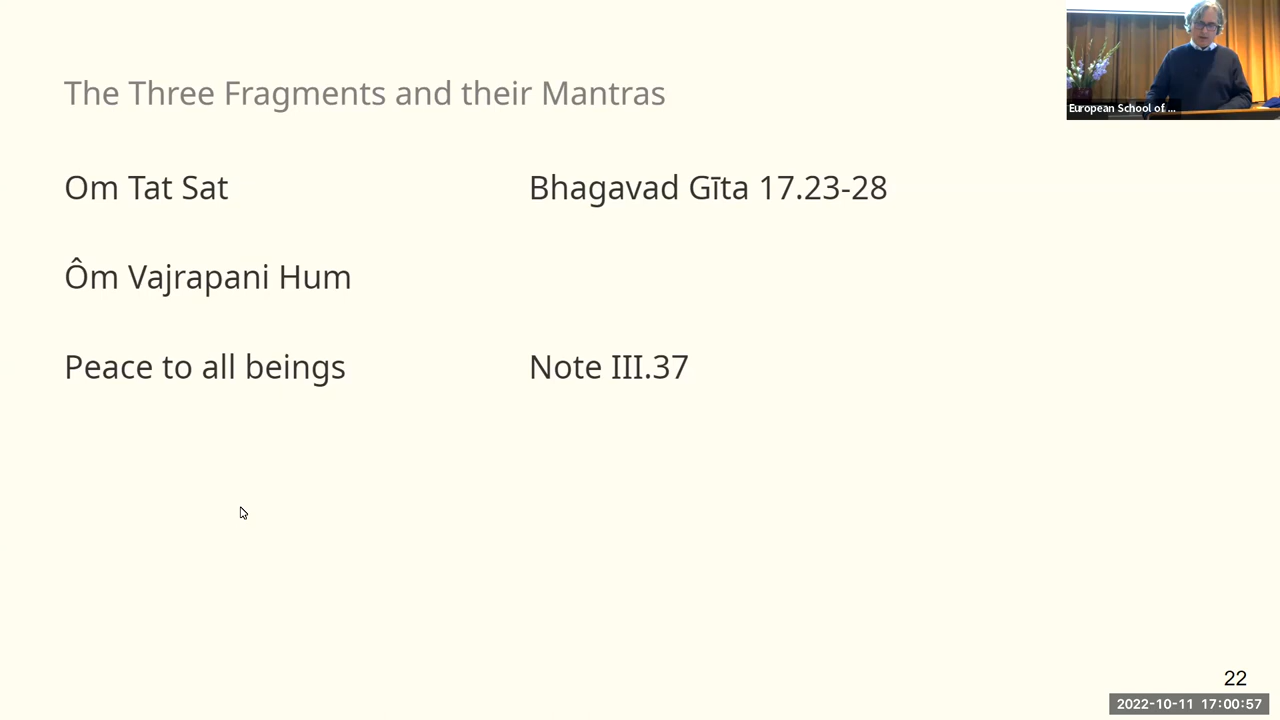 The Three Fragments and their Mantras
European School of ...
Om Tat Sat Bhagavad Gīta 17.23-28
Ôm Vajrapani Hum
Peace to all beings Note III.37
22
2022-10-11 17:00:57